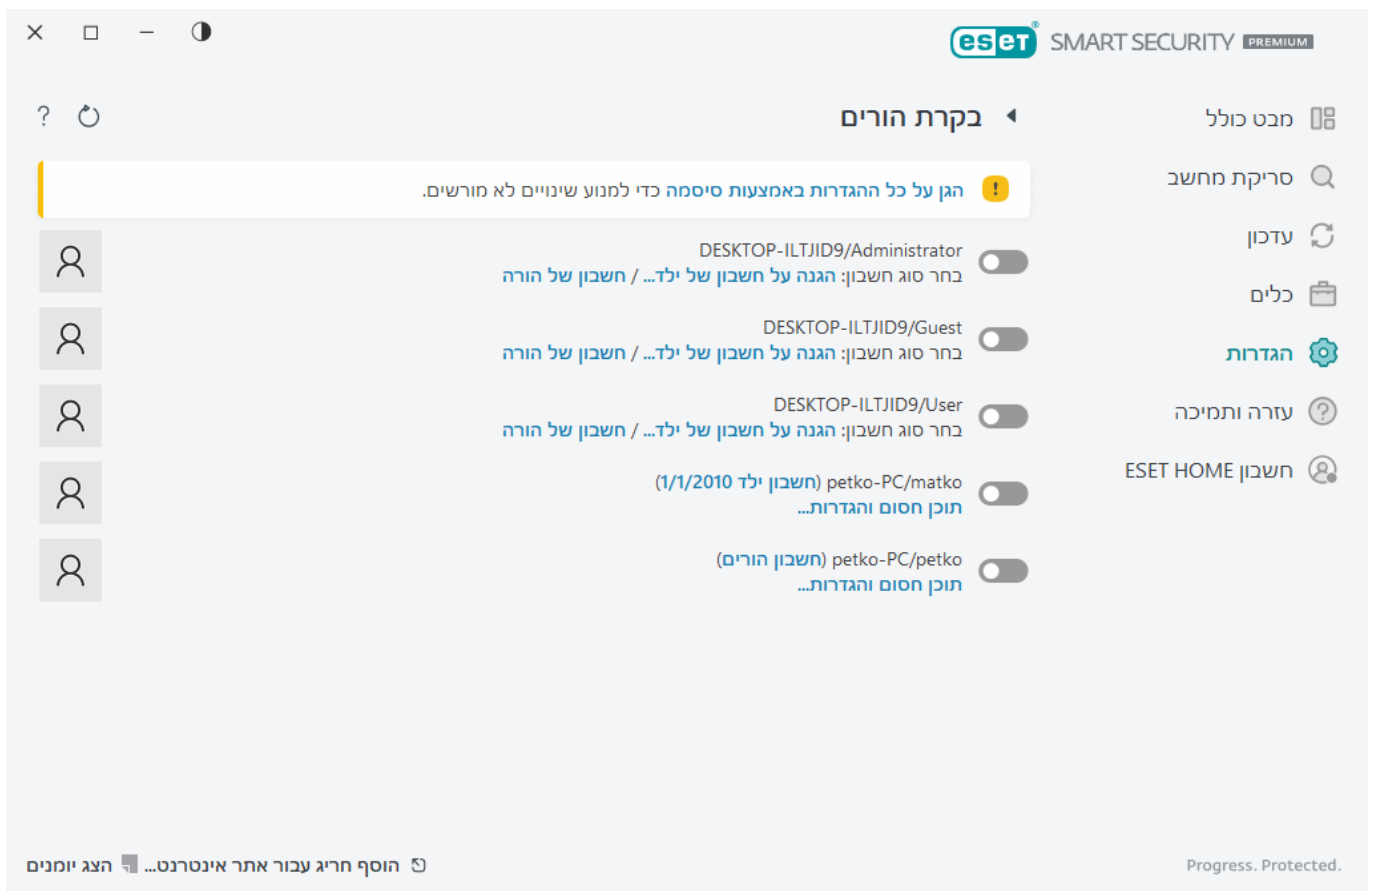 eset® SMART SECURITY PREMIUM
מבט כולל
סריקת מחשב
עדכון
כלים
הגדרות
עזרה ותמיכה
חשבון ESET HOME
בקרת הורים
?
הגן על כל ההגדרות באמצעות סיסמה כדי למנוע שינויים לא מורשים.
DESKTOP-ILTJID9/Administrator
בחר סוג חשבון: הגנה על חשבון של ילד... / חשבון של הורה
DESKTOP-ILTJID9/Guest
בחר סוג חשבון: הגנה על חשבון של ילד... / חשבון של הורה
DESKTOP-ILTJID9/User
בחר סוג חשבון: הגנה על חשבון של ילד... / חשבון של הורה
petko-PC/matko (חשבון ילד 1/1/2010)
תוכן חסום והגדרות...
petko-PC/petko (חשבון הורים)
תוכן חסום והגדרות...
הוסף חריג עבור אתר אינטרנט... הצג יומנים
Progress. Protected.